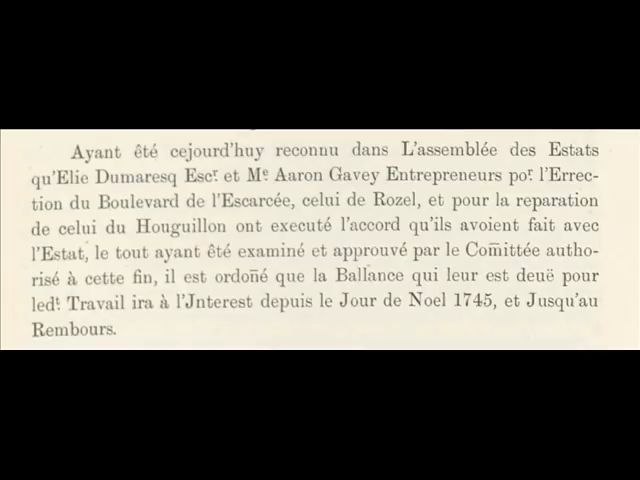 Ayant été cejourd'huy reconnu dans L'assemblée des Estats
qu'Elie Dumaresq Escʳ et Mᵉ Aaron Gavey Entrepreneurs poʳ l'Errec-
tion du Boulevard de l'Escarcée, celui de Rozel, et pour la reparation
de celui du Houguillon ont executé l'accord qu'ils avoient fait avec
l'Estat, le tout ayant été examiné et approuvé par le Com̄ittée autho-
risé à cette fin, il est ordon̄é que la Ballance qui leur est deuë pour
ledᵗ Travail ira à l'Jnterest depuis le Jour de Noel 1745, et Jusqu'au
Rembours.